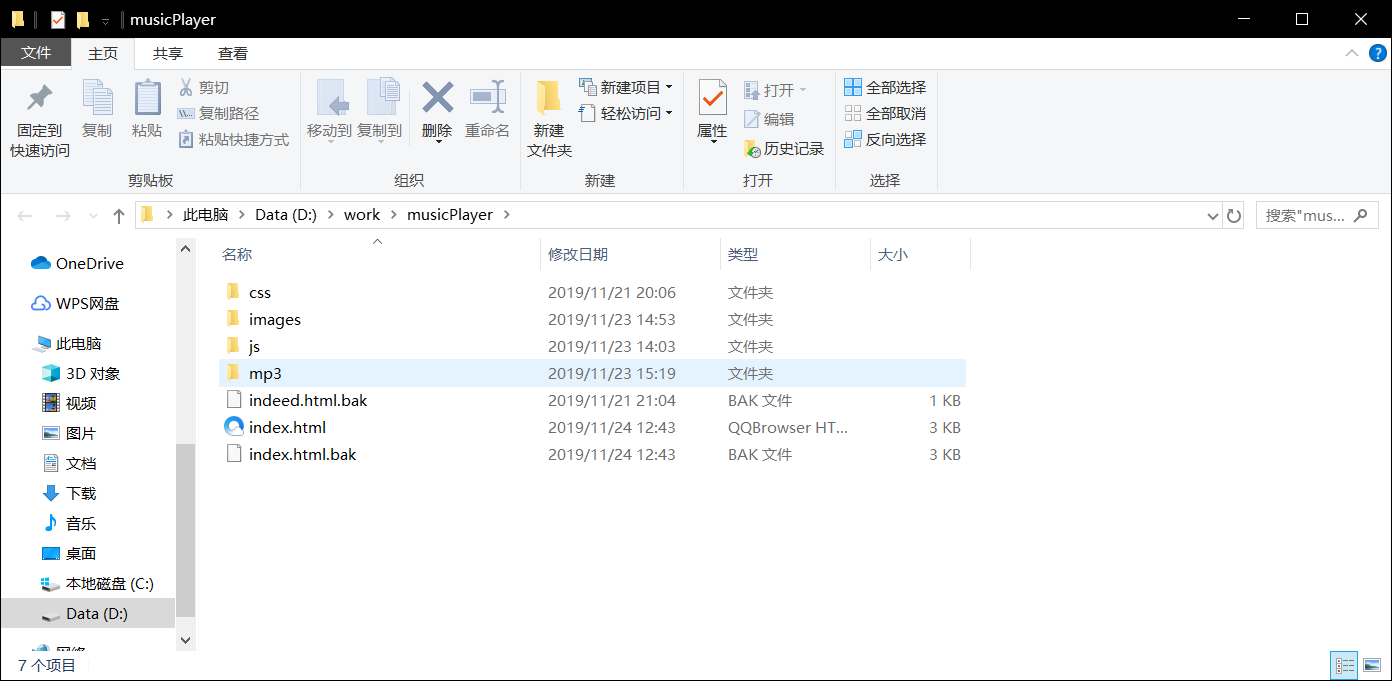 musicPlayer
文件 主页 共享 查看
固定到
快速访问
复制
粘贴
剪切
复制路径
粘贴快捷方式
剪贴板
移动到 复制到 删除 重命名
组织
新建
文件夹
新建项目
轻松访问
新建
属性
打开
编辑
历史记录
打开
全部选择
全部取消
反向选择
选择
此电脑 > Data (D:) > work > musicPlayer >
搜索"mus...
OneDrive
WPS网盘
此电脑
3D 对象
视频
图片
文档
下载
音乐
桌面
本地磁盘 (C:)
Data (D:)
网络
名称 修改日期 类型 大小
css 2019/11/21 20:06 文件夹
images 2019/11/23 14:53 文件夹
js 2019/11/23 14:03 文件夹
mp3 2019/11/23 15:19 文件夹
indeed.html.bak 2019/11/21 21:04 BAK 文件 1 KB
index.html 2019/11/24 12:43 QQBrowser HT... 3 KB
index.html.bak 2019/11/24 12:43 BAK 文件 3 KB
7 个项目